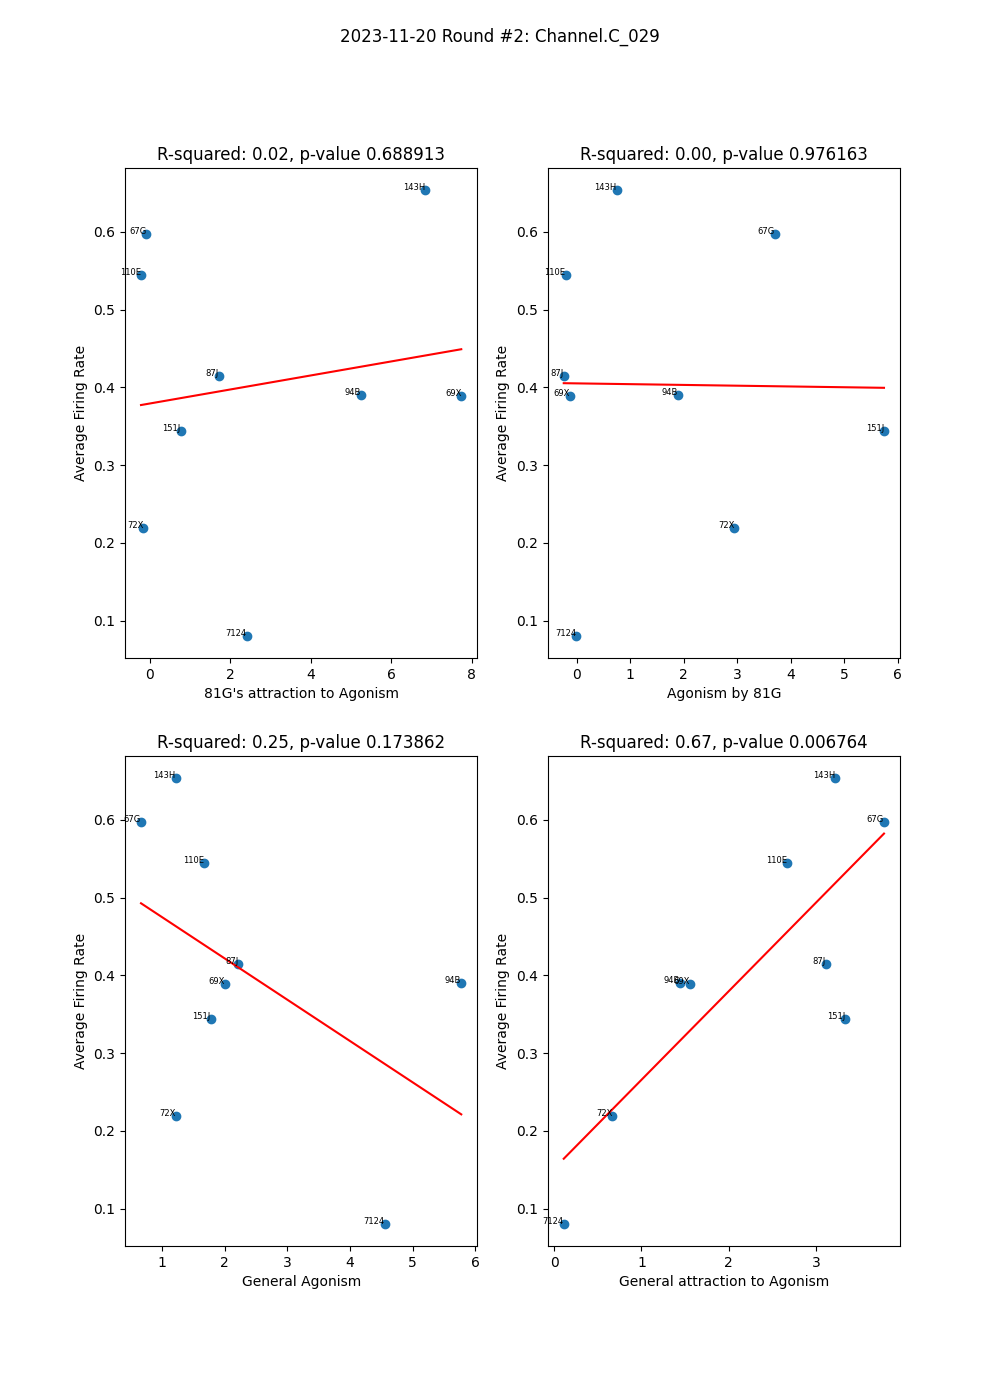 2023-11-20 Round #2: Channel.C_029
R-squared: 0.02, p-value 0.688913
143H
67G
110E
87J
94B
69X
151J
72X
7124
0.6
0.5
0.4
0.3
0.2
0.1
Average Firing Rate
0 2 4 6 8
81G's attraction to Agonism
R-squared: 0.00, p-value 0.976163
143H
67G
110E
87J
69X
94B
151J
72X
7124
0.6
0.5
0.4
0.3
0.2
0.1
Average Firing Rate
0 1 2 3 4 5 6
Agonism by 81G
R-squared: 0.25, p-value 0.173862
143H
67G
110E
87J
69X
94B
151J
72X
7124
0.6
0.5
0.4
0.3
0.2
0.1
Average Firing Rate
1 2 3 4 5 6
General Agonism
R-squared: 0.67, p-value 0.006764
143H
67G
110E
87J
94B
69X
151J
72X
7124
0.6
0.5
0.4
0.3
0.2
0.1
Average Firing Rate
0 1 2 3
General attraction to Agonism